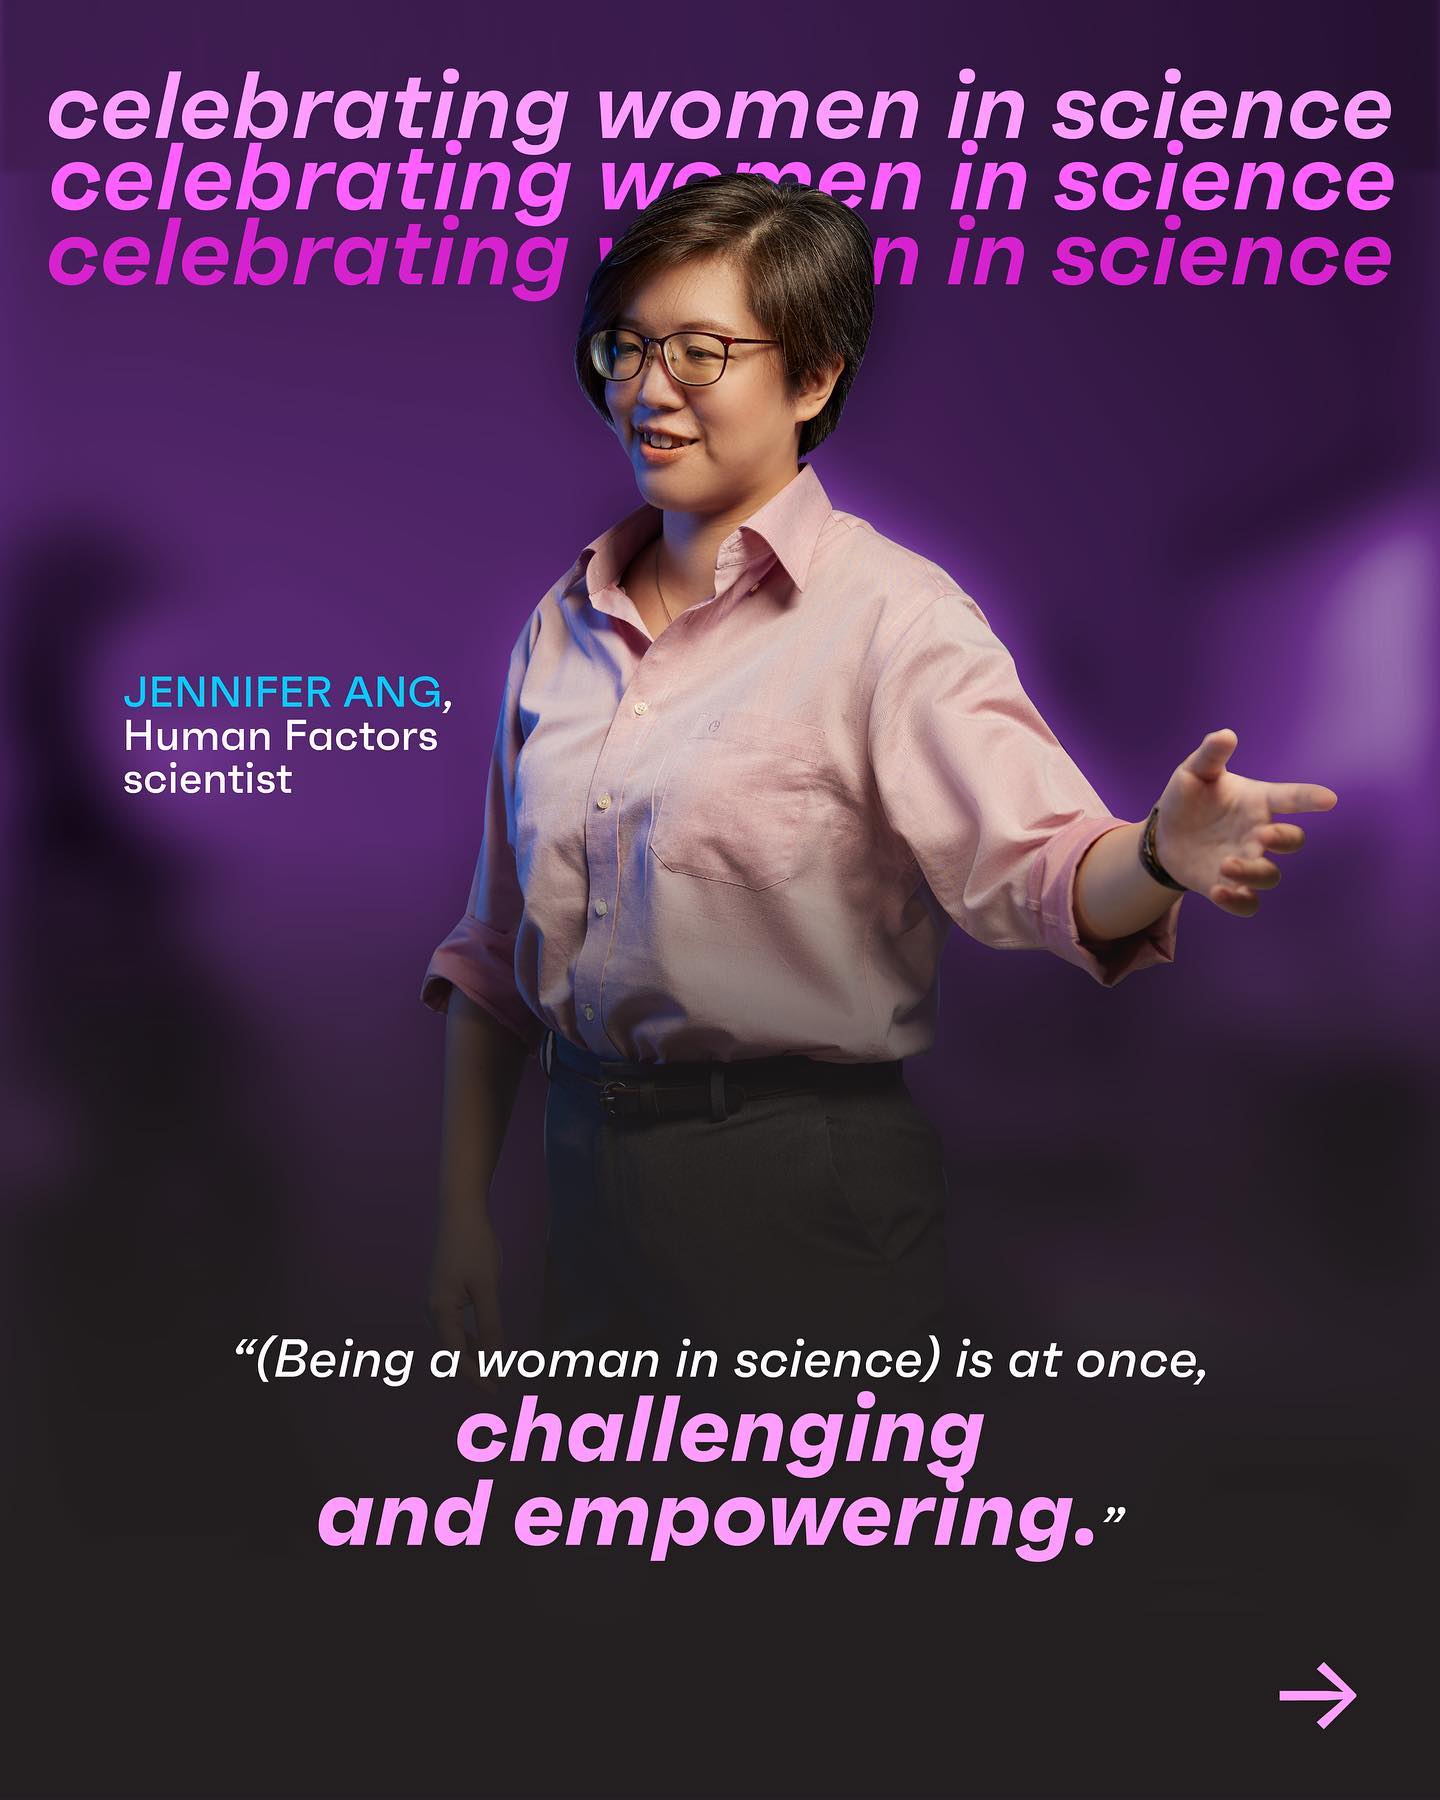 celebrating women in science
celebrating women in science
celebrating in science
JENNIFER ANG,
Human Factors
scientist
“(Being a woman in science) is at once,
challenging
and empowering.”